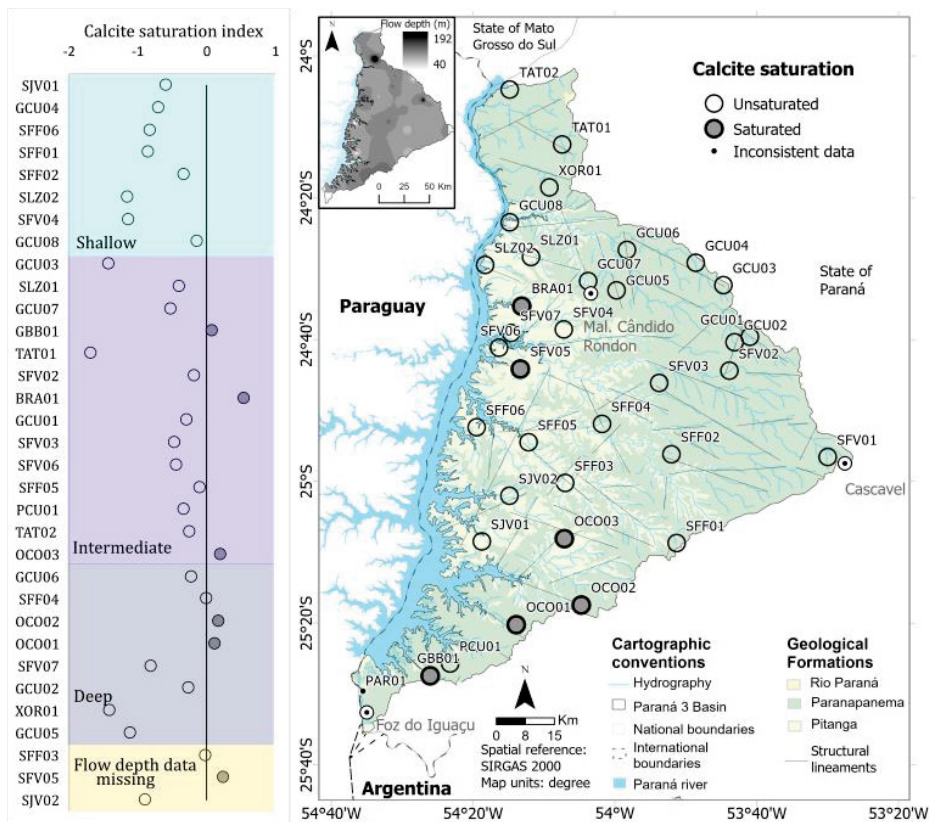 Calcite saturation index
-2 -1 0 1
SJV01
GCU04
SFF06
SFF01
SFF02
SLZ02
SFV04
GCU08
Shallow
GCU03
SLZ01
GCU07
GBB01
TAT01
SFV02
BRA01
GCU01
SFV03
SFV06
SFF05
PCU01
TAT02
OCO03
Intermediate
GCU06
SFF04
OCO02
OCO01
SFV07
GCU02
XOR01
GCU05
Deep
SFF03
SFV05
SJV02
Flow depth data
missing
N
Flow depth (m)
192
40
0 25 50 Km
State of Mato
Grosso do Sul
Calcite saturation
Unsaturated
Saturated
Inconsistent data
TAT02
TAT01
XOR01
GCU08
GCU06
SLZ02
SLZ01
GCU04
GCU07
GCU03
GCU05
BRA01
State of
Paraná
Paraguay
SFV07
SFV04
Mal. Cândido
Rondon
GCU01
GCU02
SFV06
SFV05
SFV02
SFV03
SFF06
SFF04
SFF05
SFF02
SFV01
Cascavel
SFF03
SJV02
SJV01
OCO03
SFF01
OCO02
OCO01
PCU01
GBB01
PAR01
Foz do Iguaçu
Argentina
N
0 8 15 Km
Spatial reference:
SIRGAS 2000
Map units: degree
Cartographic
conventions
Hydrography
Paraná 3 Basin
National boundaries
International
boundaries
Paraná river
Geological
Formations
Rio Paraná
Paranapanema
Pitanga
Structural
lineaments
24°S
24°20'S
24°40'S
25°S
25°20'S
25°40'S
54°40'W 54°20'W 54°W 53°40'W 53°20'W